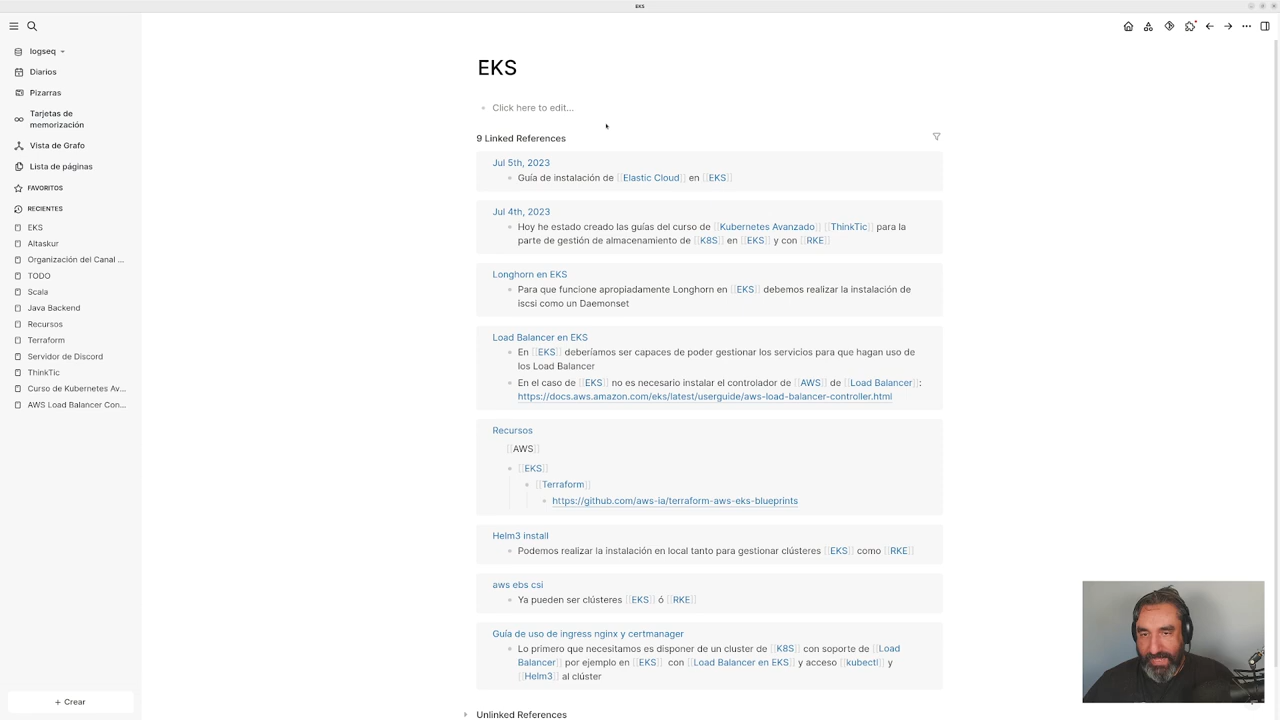 EKS
logseq
Diarios
Pizarras
Tarjetas de
memorización
Vista de Grafo
Lista de páginas
FAVORITOS
RECIENTES
EKS
Altaskur
Organización del Canal ...
TODO
Scala
Java Backend
Recursos
Terraform
Servidor de Discord
ThinkTic
Curso de Kubernetes Av...
AWS Load Balancer Con...
+ Crear
EKS
Click here to edit...
9 Linked References
Jul 5th, 2023
Guía de instalación de [[Elastic Cloud]] en [[EKS]]
Jul 4th, 2023
Hoy he estado creado las guías del curso de [[Kubernetes Avanzado]] [[ThinkTic]] para la
parte de gestión de almacenamiento de [[K8S]] en [[EKS]] y con [[RKE]]
Longhorn en EKS
Para que funcione apropiadamente Longhorn en [[EKS]] debemos realizar la instalación de
iscsi como un Daemonset
Load Balancer en EKS
En [[EKS]] deberíamos ser capaces de poder gestionar los servicios para que hagan uso de
los Load Balancer
En el caso de [[EKS]] no es necesario instalar el controlador de [[AWS]] de [[Load Balancer]]:
https://docs.aws.amazon.com/eks/latest/userguide/aws-load-balancer-controller.html
Recursos
[[AWS]]
[[EKS]]
[[Terraform]]
https://github.com/aws-ia/terraform-aws-eks-blueprints
Helm3 install
Podemos realizar la instalación en local tanto para gestionar clústeres [[EKS]] como [[RKE]]
aws ebs csi
Ya pueden ser clústeres [[EKS]] ó [[RKE]]
Guía de uso de ingress nginx y certmanager
Lo primero que necesitamos es disponer de un cluster de [[K8S]] con soporte de [[Load
Balancer]] por ejemplo en [[EKS]] con [[Load Balancer en EKS]] y acceso [[kubectl]] y
[[Helm3]] al clúster
Unlinked References